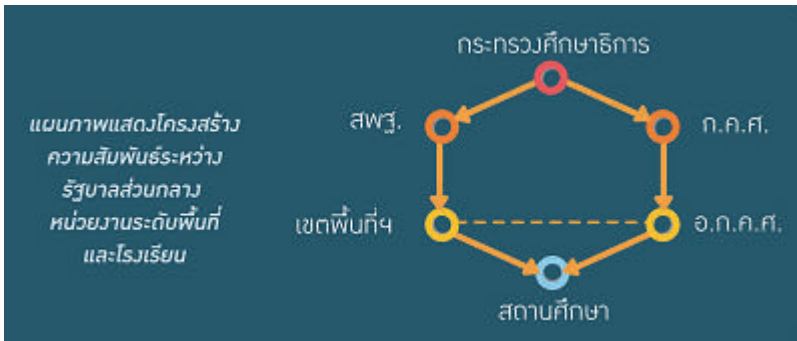 แผนภาพแสดงโครงสร้าง
ความสัมพันธ์ระหว่าง
รัฐบาลส่วนกลาง
หน่วยงานระดับพื้นที่
และโรงเรียน
กระทรวงศึกษาธิการ
สพฐ.
ก.ค.ศ.
เขตพื้นที่ฯ
อ.ก.ค.ศ.
สถานศึกษา